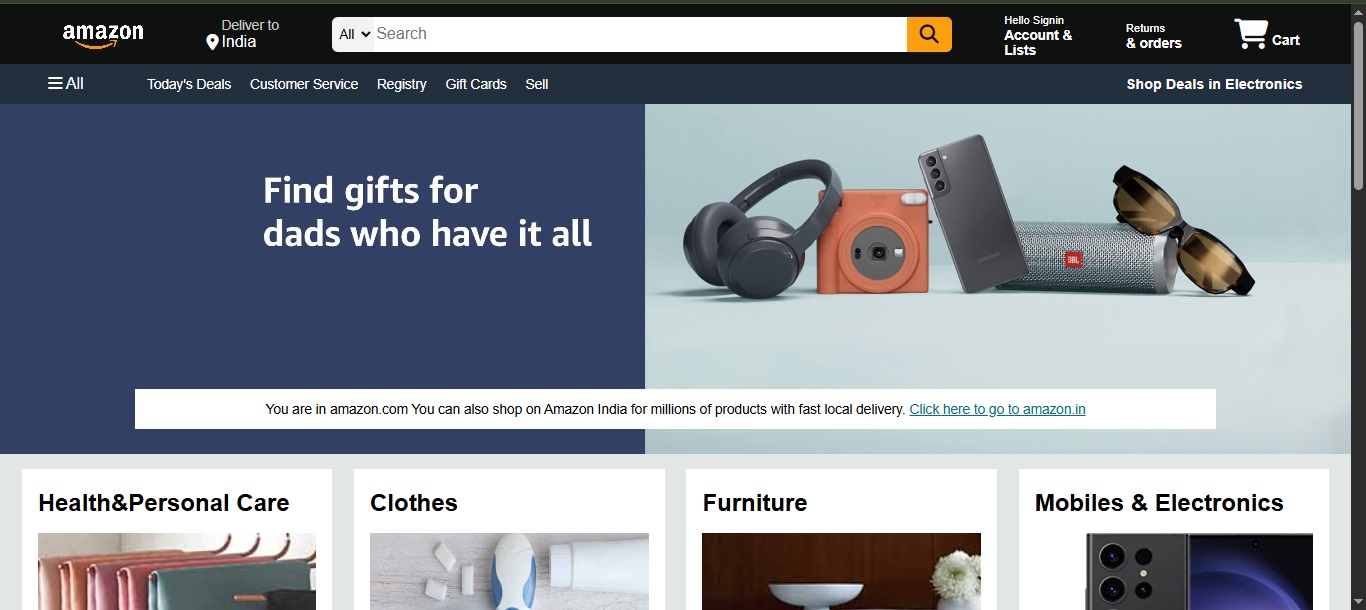 amazon
Deliver to
India
All
Search
Hello Signin
Account &
Lists
Returns
& orders
Cart
All
Today's Deals
Customer Service
Registry
Gift Cards
Sell
Shop Deals in Electronics
Find gifts for
dads who have it all
SAMSUNG
JBL
You are in amazon.com You can also shop on Amazon India for millions of products with fast local delivery. Click here to go to amazon.in
Health&Personal Care
Clothes
Furniture
Mobiles & Electronics